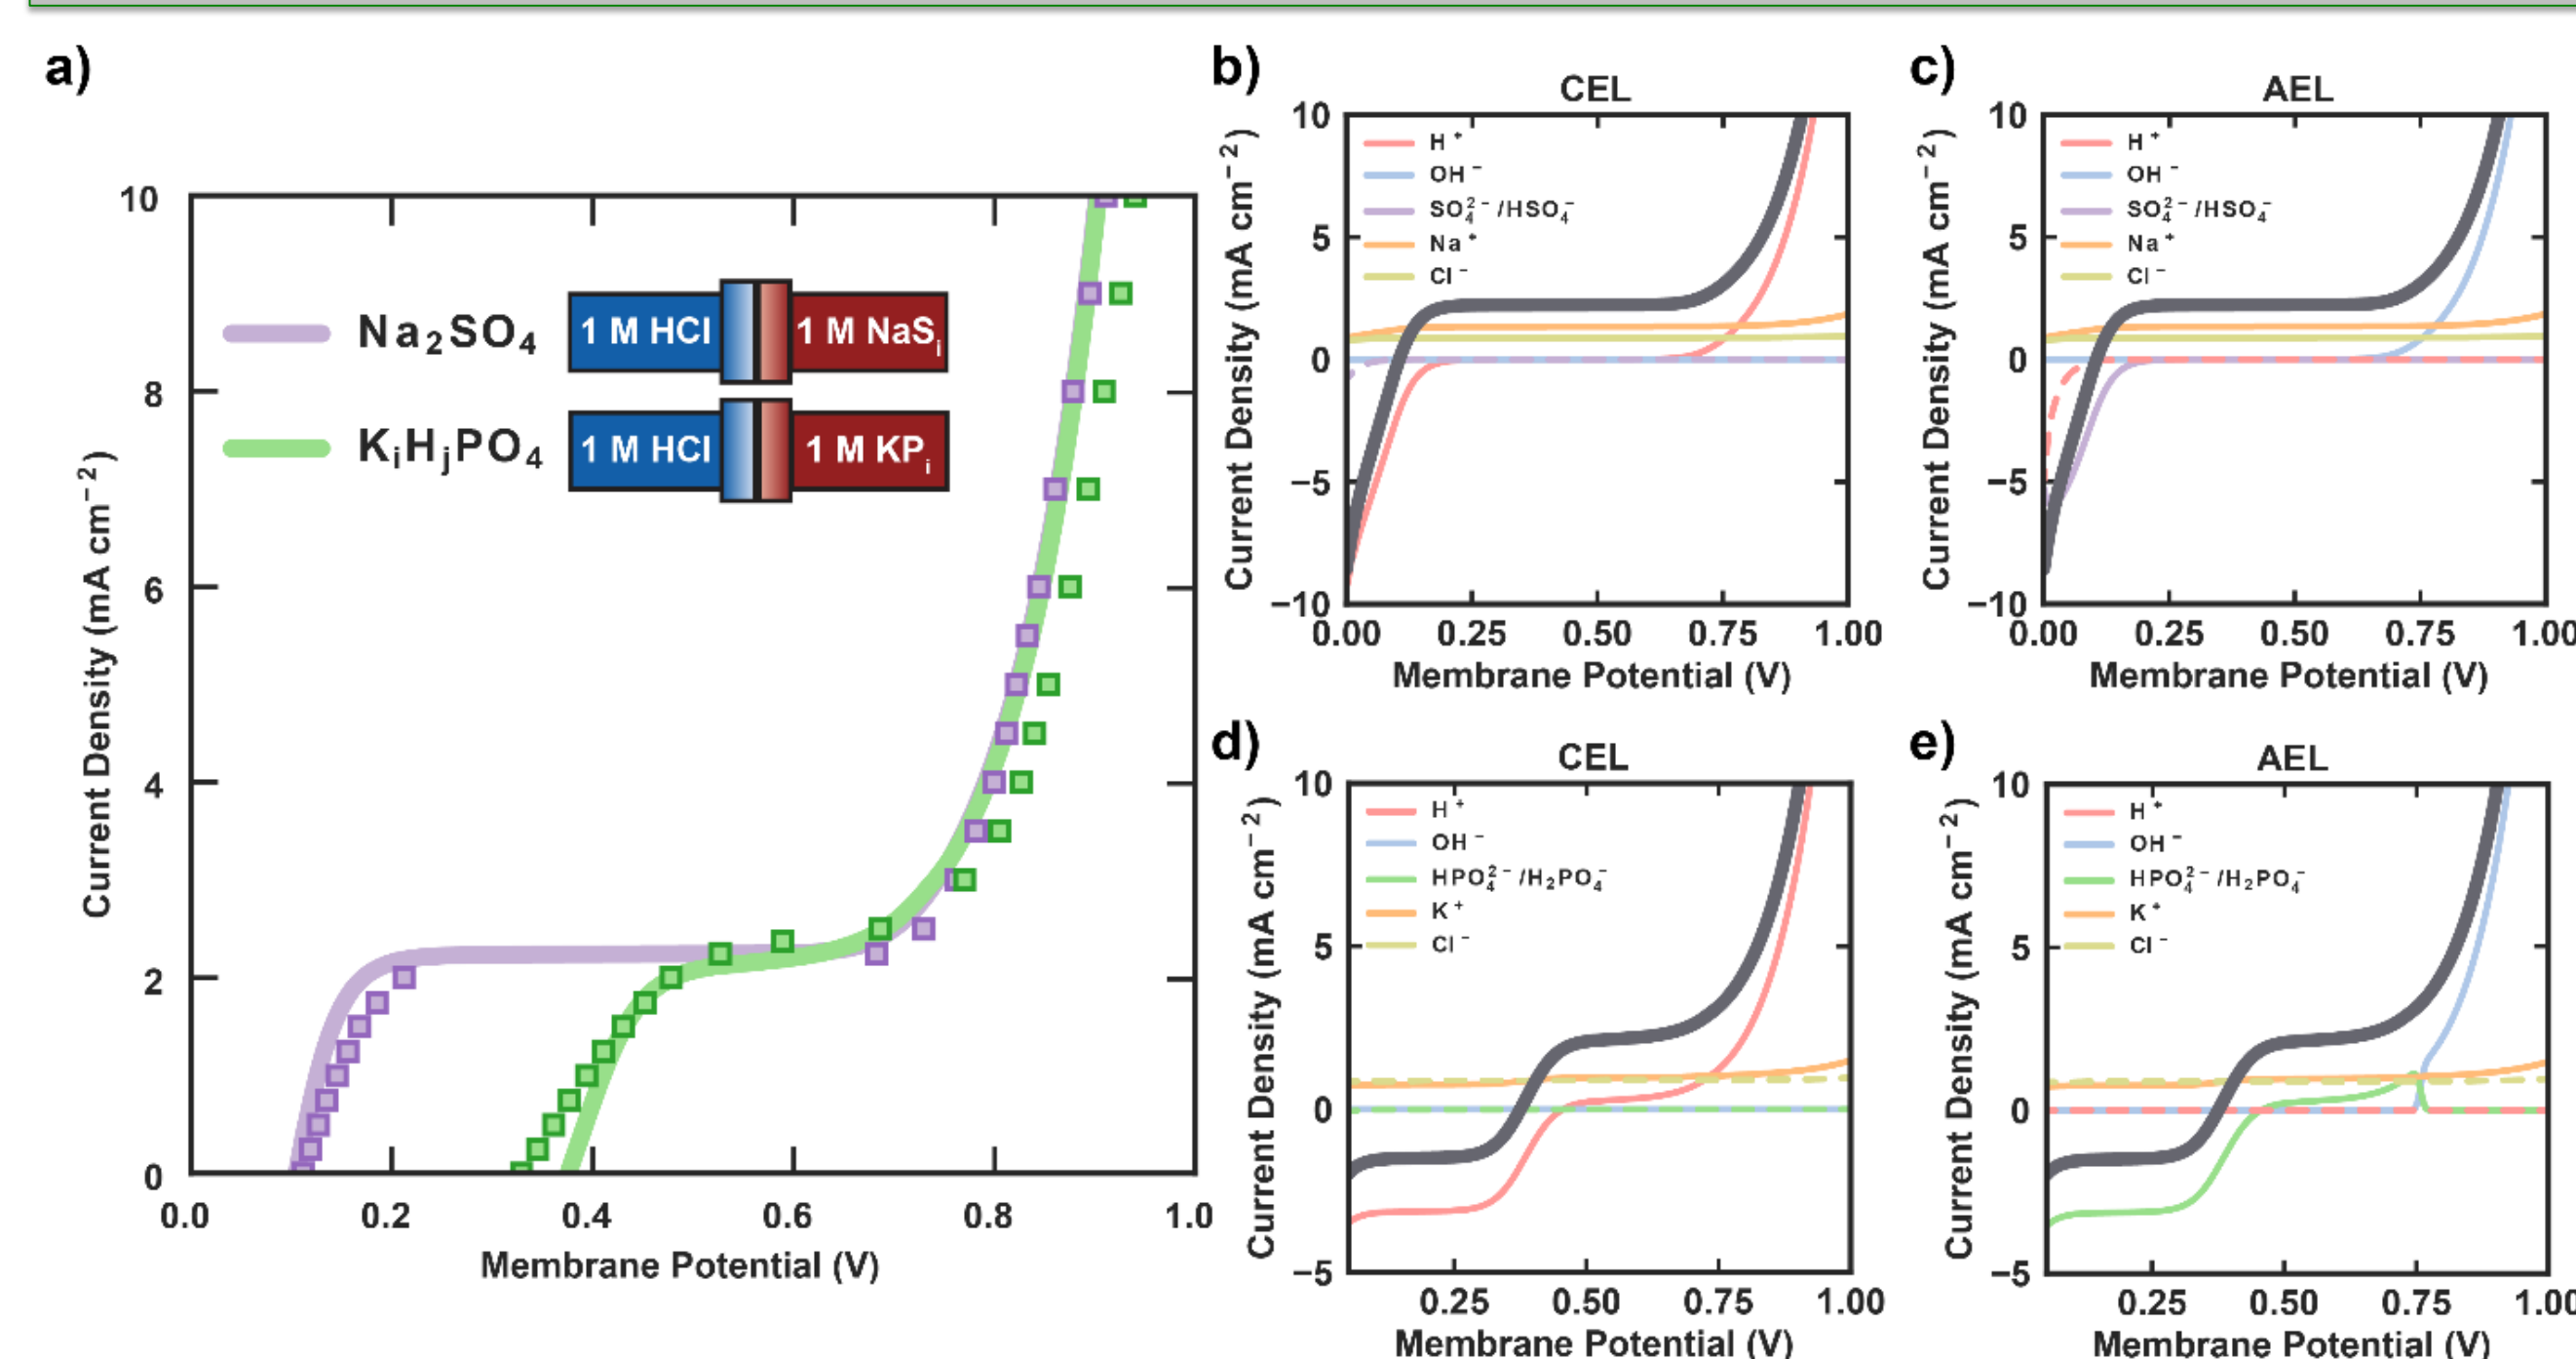 a)
Current Density (mA cm⁻²)
10
8
6
4
2
0
Na₂SO₄
1 M HCl
1 M NaSᵢ
KᵢHⱼPO₄
1 M HCl
1 M KPᵢ
0.0 0.2 0.4 0.6 0.8 1.0
Membrane Potential (V)
b)
CEL
Current Density (mA cm⁻²)
10
5
0
−5
−10
H⁺
OH⁻
SO₄²⁻/HSO₄⁻
Na⁺
Cl⁻
0.00 0.25 0.50 0.75 1.00
Membrane Potential (V)
c)
AEL
Current Density (mA cm⁻²)
10
5
0
−5
−10
H⁺
OH⁻
SO₄²⁻/HSO₄⁻
Na⁺
Cl⁻
0.00 0.25 0.50 0.75 1.00
Membrane Potential (V)
d)
CEL
Current Density (mA cm⁻²)
10
5
0
−5
H⁺
OH⁻
HPO₄²⁻/H₂PO₄⁻
K⁺
Cl⁻
0.25 0.50 0.75 1.00
Membrane Potential (V)
e)
AEL
Current Density (mA cm⁻²)
10
5
0
−5
H⁺
OH⁻
HPO₄²⁻/H₂PO₄⁻
K⁺
Cl⁻
0.25 0.50 0.75 1.00
Membrane Potential (V)